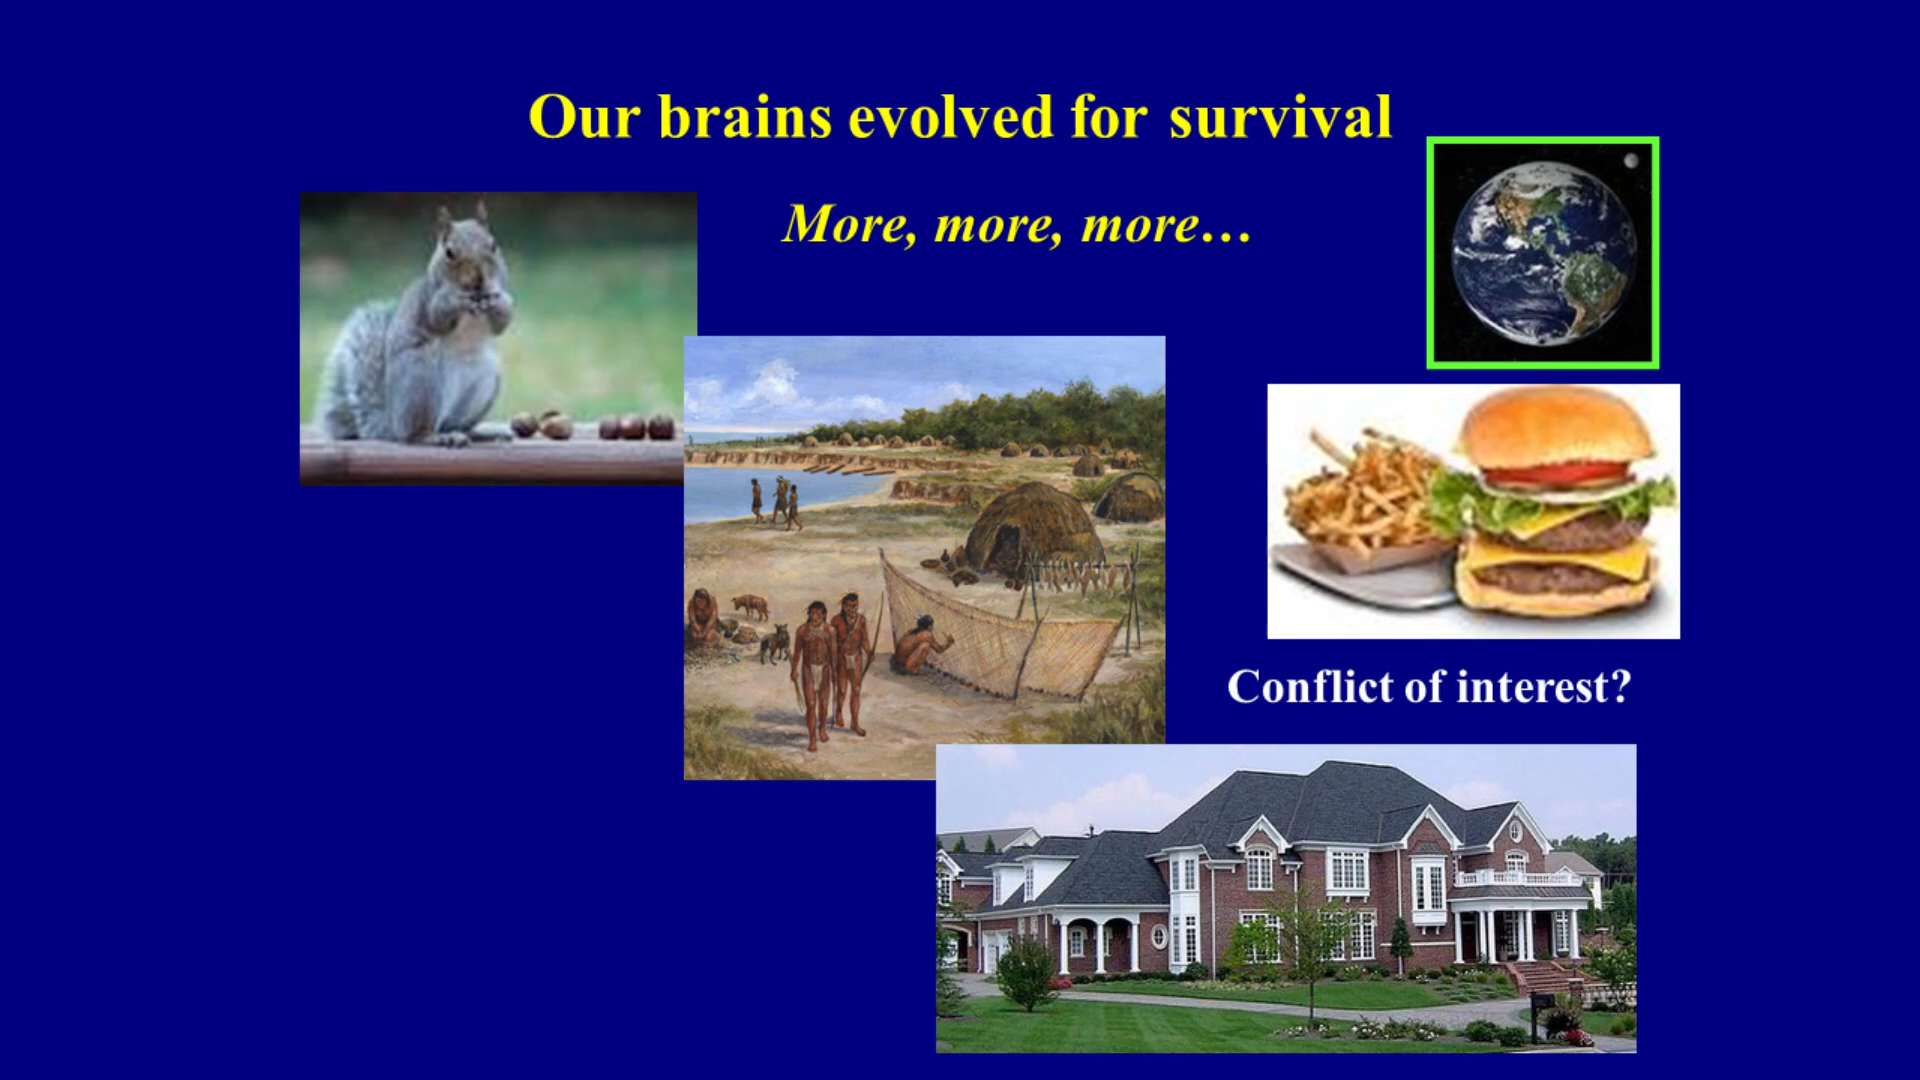 Our brains evolved for survival
More, more, more…
Conflict of interest?